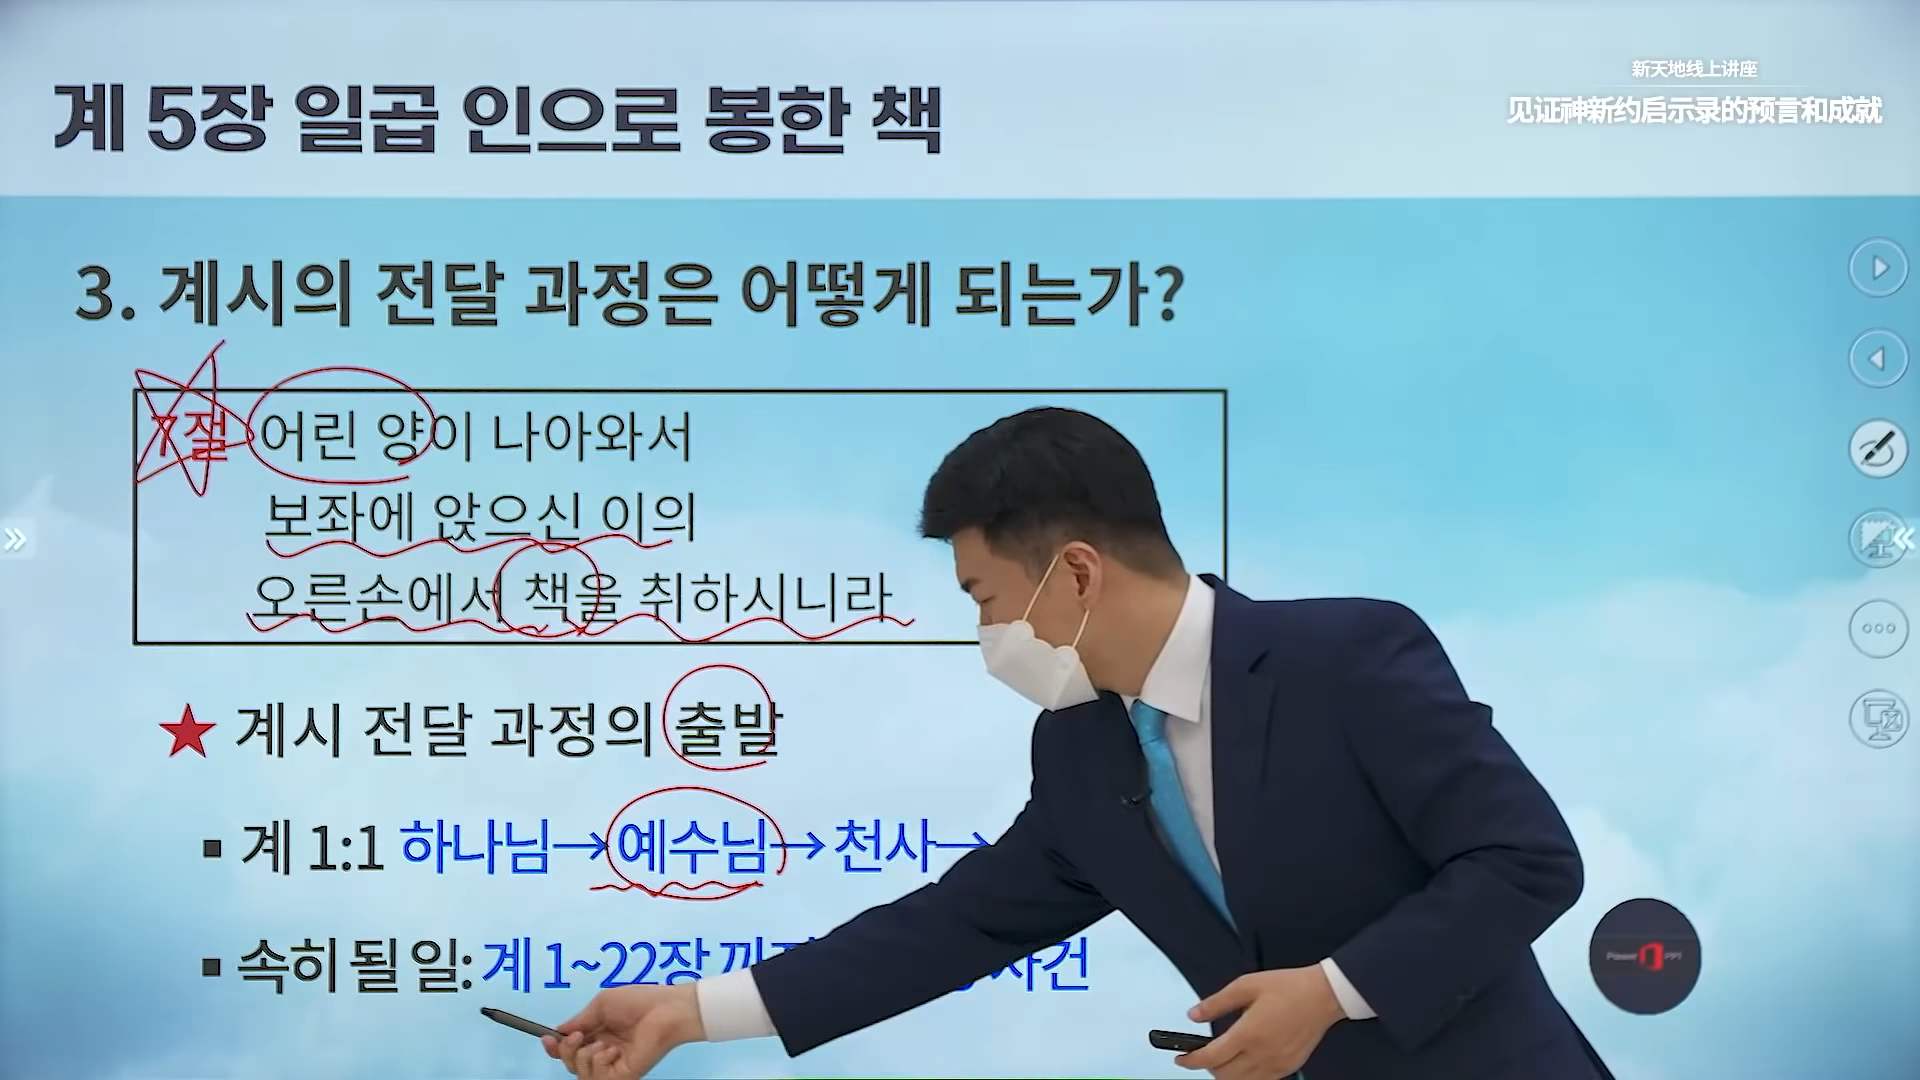 계 5장 일곱 인으로 봉한 책
新天地线上讲座
见证神新约启示录的预言和成就
3. 계시의 전달 과정은 어떻게 되는가?
7절 어린 양이 나아와서
보좌에 앉으신 이의
오른손에서 책을 취하시니라
★ 계시 전달 과정의 출발
▪ 계 1:1 하나님→예수님→천사→
▪ 속히 될 일: 계 1~22장 사건
Power PPT